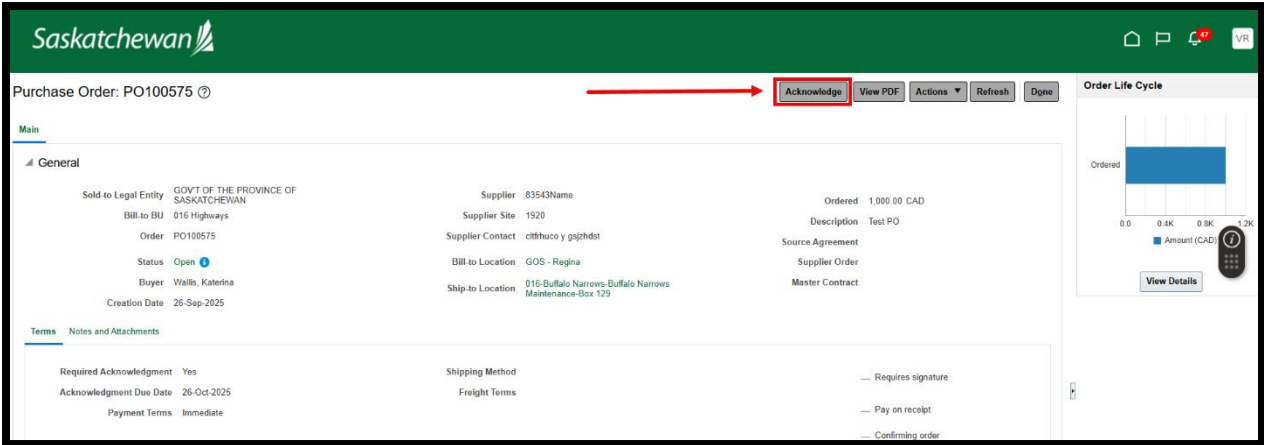 Saskatchewan
47
VR
Purchase Order: PO100575
Acknowledge View PDF Actions Refresh Done
Order Life Cycle
Main
General
Sold-to Legal Entity GOV'T OF THE PROVINCE OF SASKATCHEWAN
Bill-to BU 016 Highways
Order PO100575
Status Open
Buyer Wallis, Katerina
Creation Date 26-Sep-2025
Supplier 83543Name
Supplier Site 1920
Supplier Contact cltfrhuco y gsjzhdst
Bill-to Location GOS - Regina
Ship-to Location 016-Buffalo Narrows-Buffalo Narrows Maintenance-Box 129
Ordered 1,000.00 CAD
Description Test PO
Source Agreement
Supplier Order
Master Contract
Ordered
0.0 0.4K 0.8K 1.2K
Amount (CAD)
View Details
Terms Notes and Attachments
Required Acknowledgment Yes
Acknowledgment Due Date 26-Oct-2025
Payment Terms Immediate
Shipping Method
Freight Terms
Requires signature
Pay on receipt
Confirming order